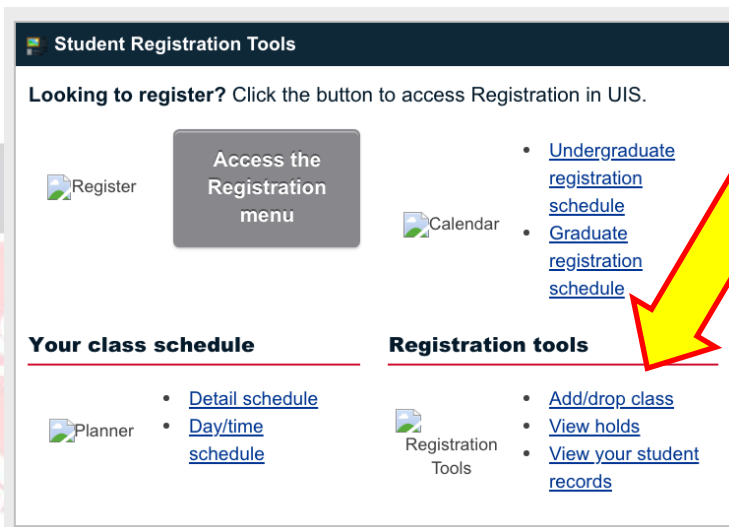 Student Registration Tools
Looking to register? Click the button to access Registration in UIS.
Register
Access the
Registration
menu
Calendar
Undergraduate
registration
schedule
Graduate
registration
schedule
Your class schedule
Planner
Detail schedule
Day/time
schedule
Registration tools
Registration
Tools
Add/drop class
View holds
View your student
records